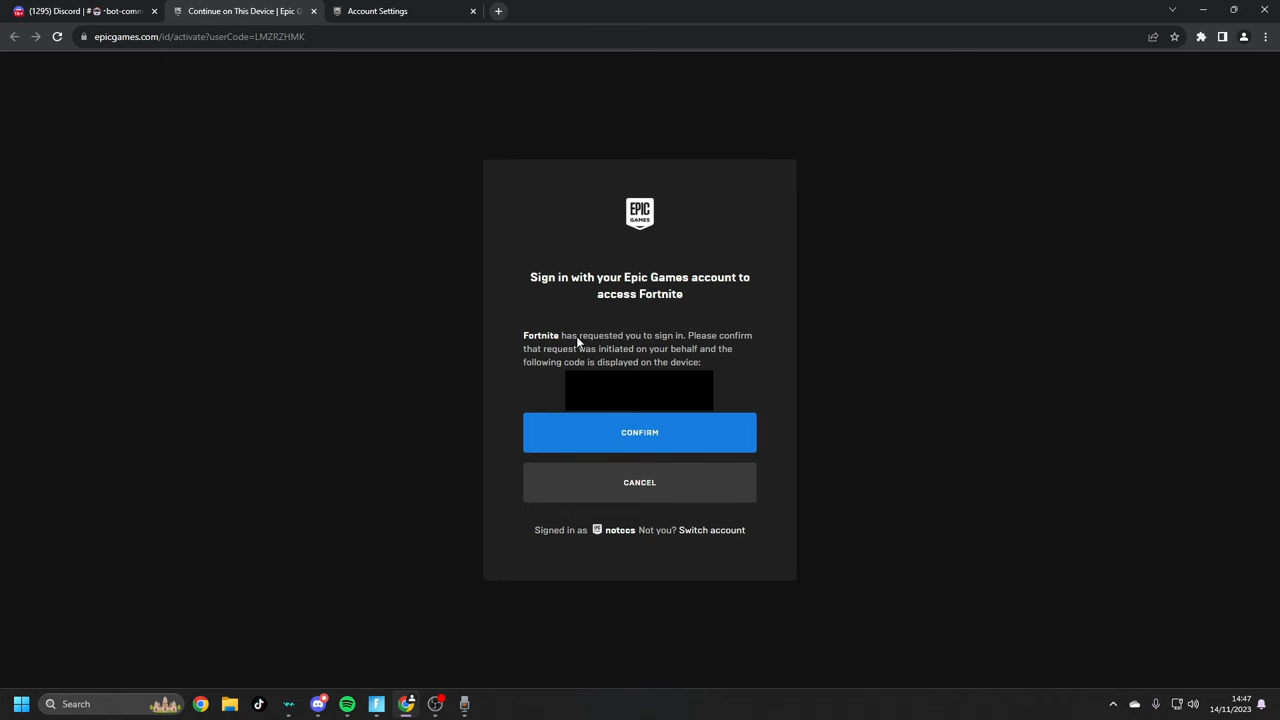 (1295) Discord | #
bot-comm
Continue on This Device | Epic G
Account Settings
epicgames.com/id/activate?userCode=LMZRZHMK
EPIC
GAMES
Sign in with your Epic Games account to
access Fortnite
Fortnite has requested you to sign in. Please confirm
that request was initiated on your behalf and the
following code is displayed on the device:
CONFIRM
CANCEL
Signed in as notccs Not you? Switch account
Search
14:47
14/11/2023